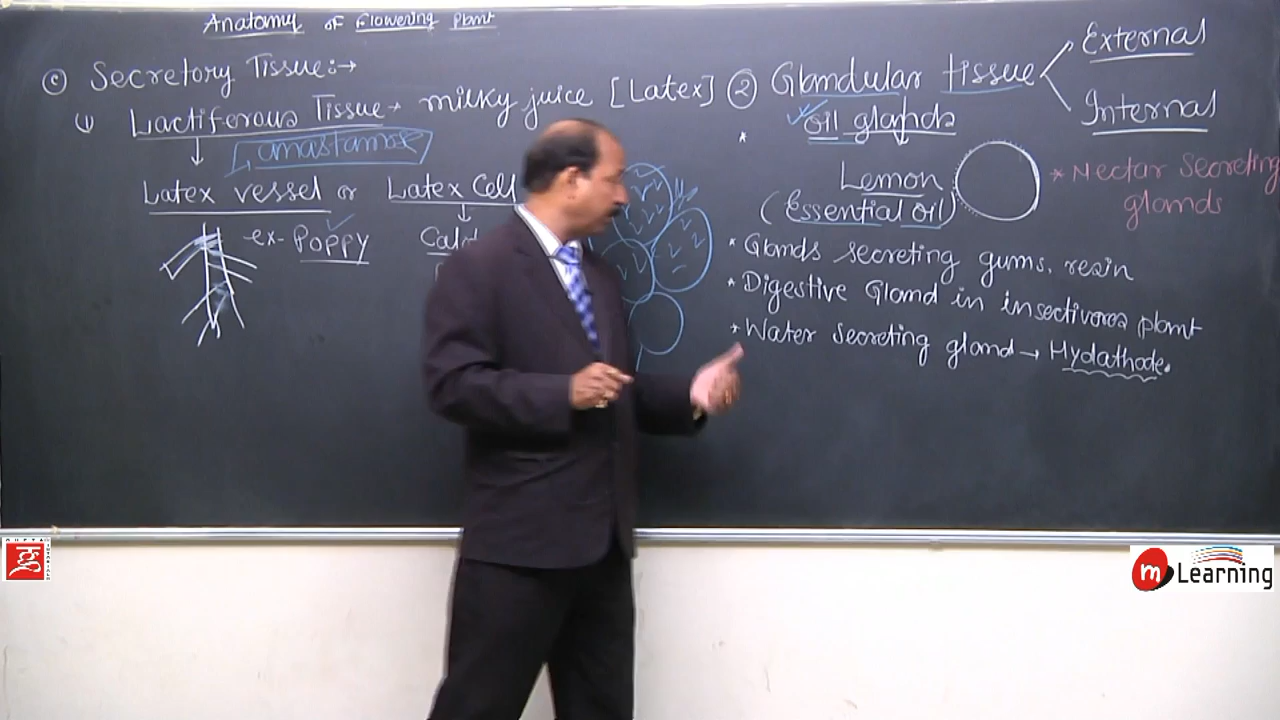 Anatomy of Flowering Plant
(c) Secretory Tissue:→
(1) Lactiferous Tissue → milky juice [Latex]
anastamose
Latex vessel or Latex Cell
ex- Poppy
(2) Glandular tissue
External
Internal
* oil glands
Lemon
(Essential oil)
* Nectar Secreting
glands
* Glands secreting gums, resin
* Digestive Gland in insectivores plant
* Water Secreting gland → Hydathode.
m Learning